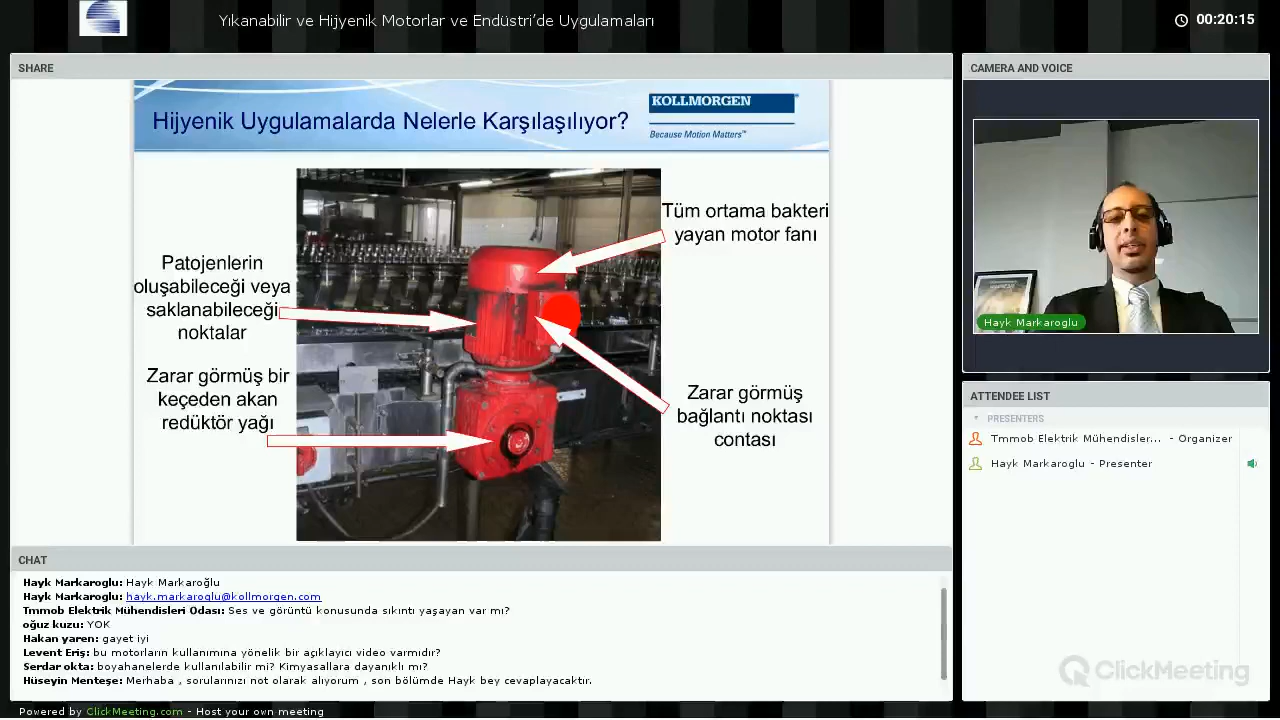 Yıkanabilir ve Hijyenik Motorlar ve Endüstri'de Uygulamaları
00:20:15
SHARE
Hijyenik Uygulamalarda Nelerle Karşılaşılıyor?
KOLLMORGEN
Because Motion Matters™
Tüm ortama bakteri
yayan motor fanı
Patojenlerin
oluşabileceği veya
saklanabileceği
noktalar
Zarar görmüş bir
keçeden akan
redüktör yağı
Zarar görmüş
bağlantı noktası
contası
CAMERA AND VOICE
Hayk Markaroglu
ATTENDEE LIST
PRESENTERS
Tmmob Elektrik Mühendisler... - Organizer
Hayk Markaroglu - Presenter
CHAT
Hayk Markaroglu: Hayk Markaroğlu
Hayk Markaroglu: hayk.markaroglu@kollmorgen.com
Tmmob Elektrik Mühendisleri Odası: Ses ve görüntü konusunda sıkıntı yaşayan var mı?
oğuz kuzu: YOK
Hakan yaren: gayet iyi
Levent Eriş: bu motorların kullanımına yönelik bir açıklayıcı video varmıdır?
Serdar okta: boyahanelerde kullanılabilir mi? Kimyasallara dayanıklı mı?
Hüseyin Menteşe: Merhaba , sorularınızı not olarak alıyorum , son bölümde Hayk bey cevaplayacaktır.
ClickMeeting
Powered by ClickMeeting.com - Host your own meeting